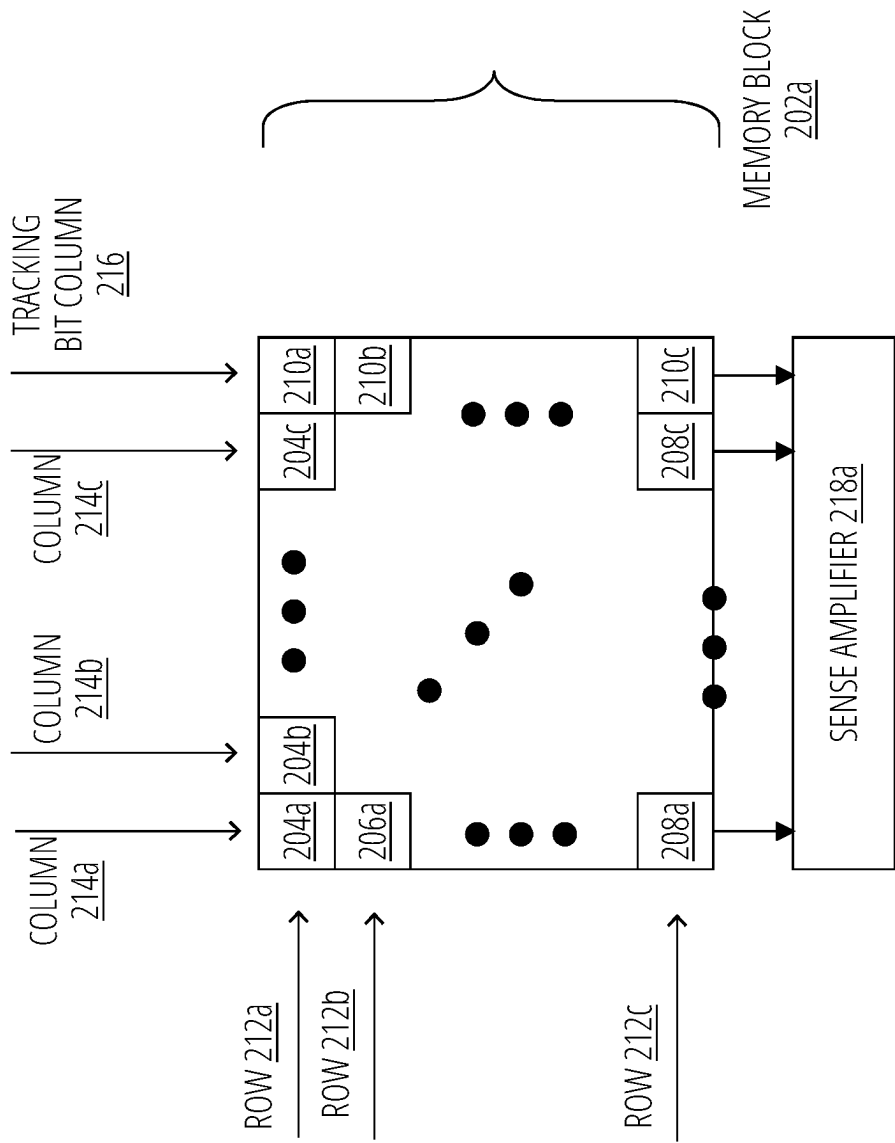 COLUMN
214a
COLUMN
214b
COLUMN
214c
TRACKING
BIT COLUMN
216
ROW 212a
ROW 212b
ROW 212c
204a
204b
204c
210a
206a
210b
208a
208c
210c
MEMORY BLOCK
202a
SENSE AMPLIFIER 218a